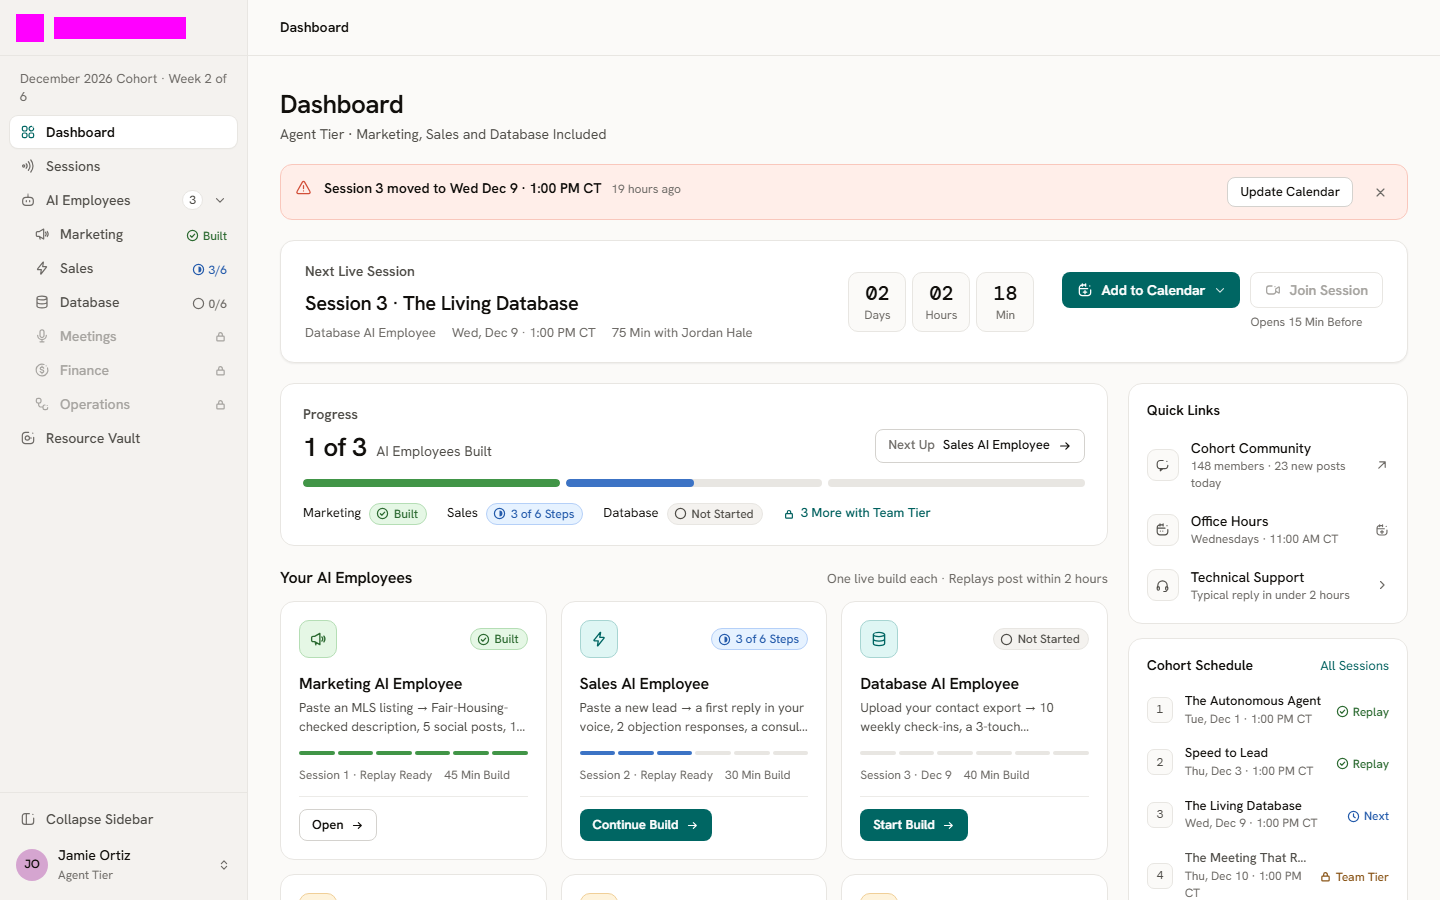 Dashboard
December 2026 Cohort · Week 2 of
6
Dashboard
Sessions
AI Employees 3
Marketing Built
Sales 3/6
Database 0/6
Meetings
Finance
Operations
Resource Vault
Collapse Sidebar
JO
Jamie Ortiz
Agent Tier
Dashboard
Agent Tier · Marketing, Sales and Database Included
Session 3 moved to Wed Dec 9 · 1:00 PM CT 19 hours ago
Update Calendar
Next Live Session
Session 3 · The Living Database
Database AI Employee Wed, Dec 9 · 1:00 PM CT 75 Min with Jordan Hale
02 Days
02 Hours
18 Min
Add to Calendar
Join Session
Opens 15 Min Before
Progress
1 of 3 AI Employees Built
Next Up Sales AI Employee →
Marketing Built Sales 3 of 6 Steps Database Not Started 3 More with Team Tier
Your AI Employees
One live build each · Replays post within 2 hours
Built
Marketing AI Employee
Paste an MLS listing → Fair-Housing-
checked description, 5 social posts, 1...
Session 1 · Replay Ready 45 Min Build
Open →
3 of 6 Steps
Sales AI Employee
Paste a new lead → a first reply in your
voice, 2 objection responses, a consul...
Session 2 · Replay Ready 30 Min Build
Continue Build →
Not Started
Database AI Employee
Upload your contact export → 10
weekly check-ins, a 3-touch...
Session 3 · Dec 9 40 Min Build
Start Build →
Quick Links
Cohort Community
148 members · 23 new posts
today
Office Hours
Wednesdays · 11:00 AM CT
Technical Support
Typical reply in under 2 hours
Cohort Schedule All Sessions
1 The Autonomous Agent
Tue, Dec 1 · 1:00 PM CT
Replay
2 Speed to Lead
Thu, Dec 3 · 1:00 PM CT
Replay
3 The Living Database
Wed, Dec 9 · 1:00 PM CT
Next
4 The Meeting That R...
Thu, Dec 10 · 1:00 PM
CT
Team Tier